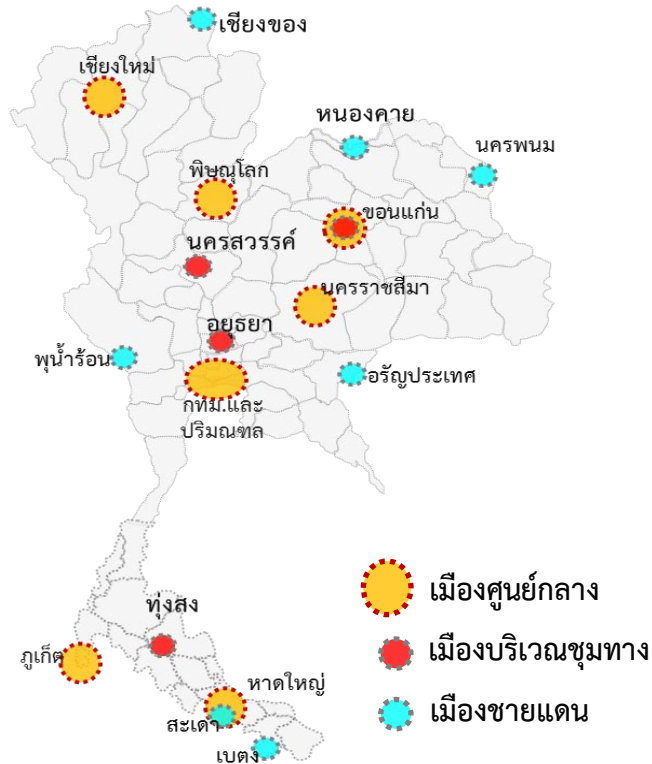 เชียงของ
เชียงใหม่
หนองคาย
นครพนม
พิษณุโลก
ขอนแก่น
นครสวรรค์
นครราชสีมา
อยุธยา
พุน้ำร้อน
อรัญประเทศ
กทม.และ
ปริมณฑล
เมืองศูนย์กลาง
ทุ่งสง
เมืองบริเวณชุมทาง
ภูเก็ต
หาดใหญ่
เมืองชายแดน
สะเดา
เบตง